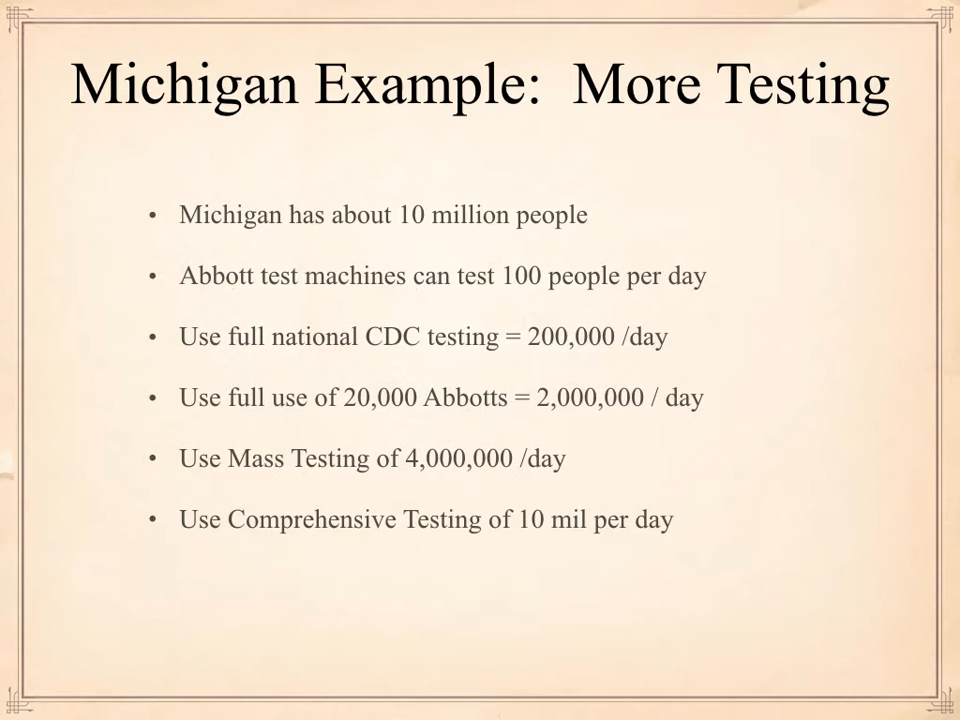 Michigan Example:  More Testing
• Michigan has about 10 million people
• Abbott test machines can test 100 people per day
• Use full national CDC testing = 200,000 /day
• Use full use of 20,000 Abbotts = 2,000,000 / day
• Use Mass Testing of 4,000,000 /day
• Use Comprehensive Testing of 10 mil per day